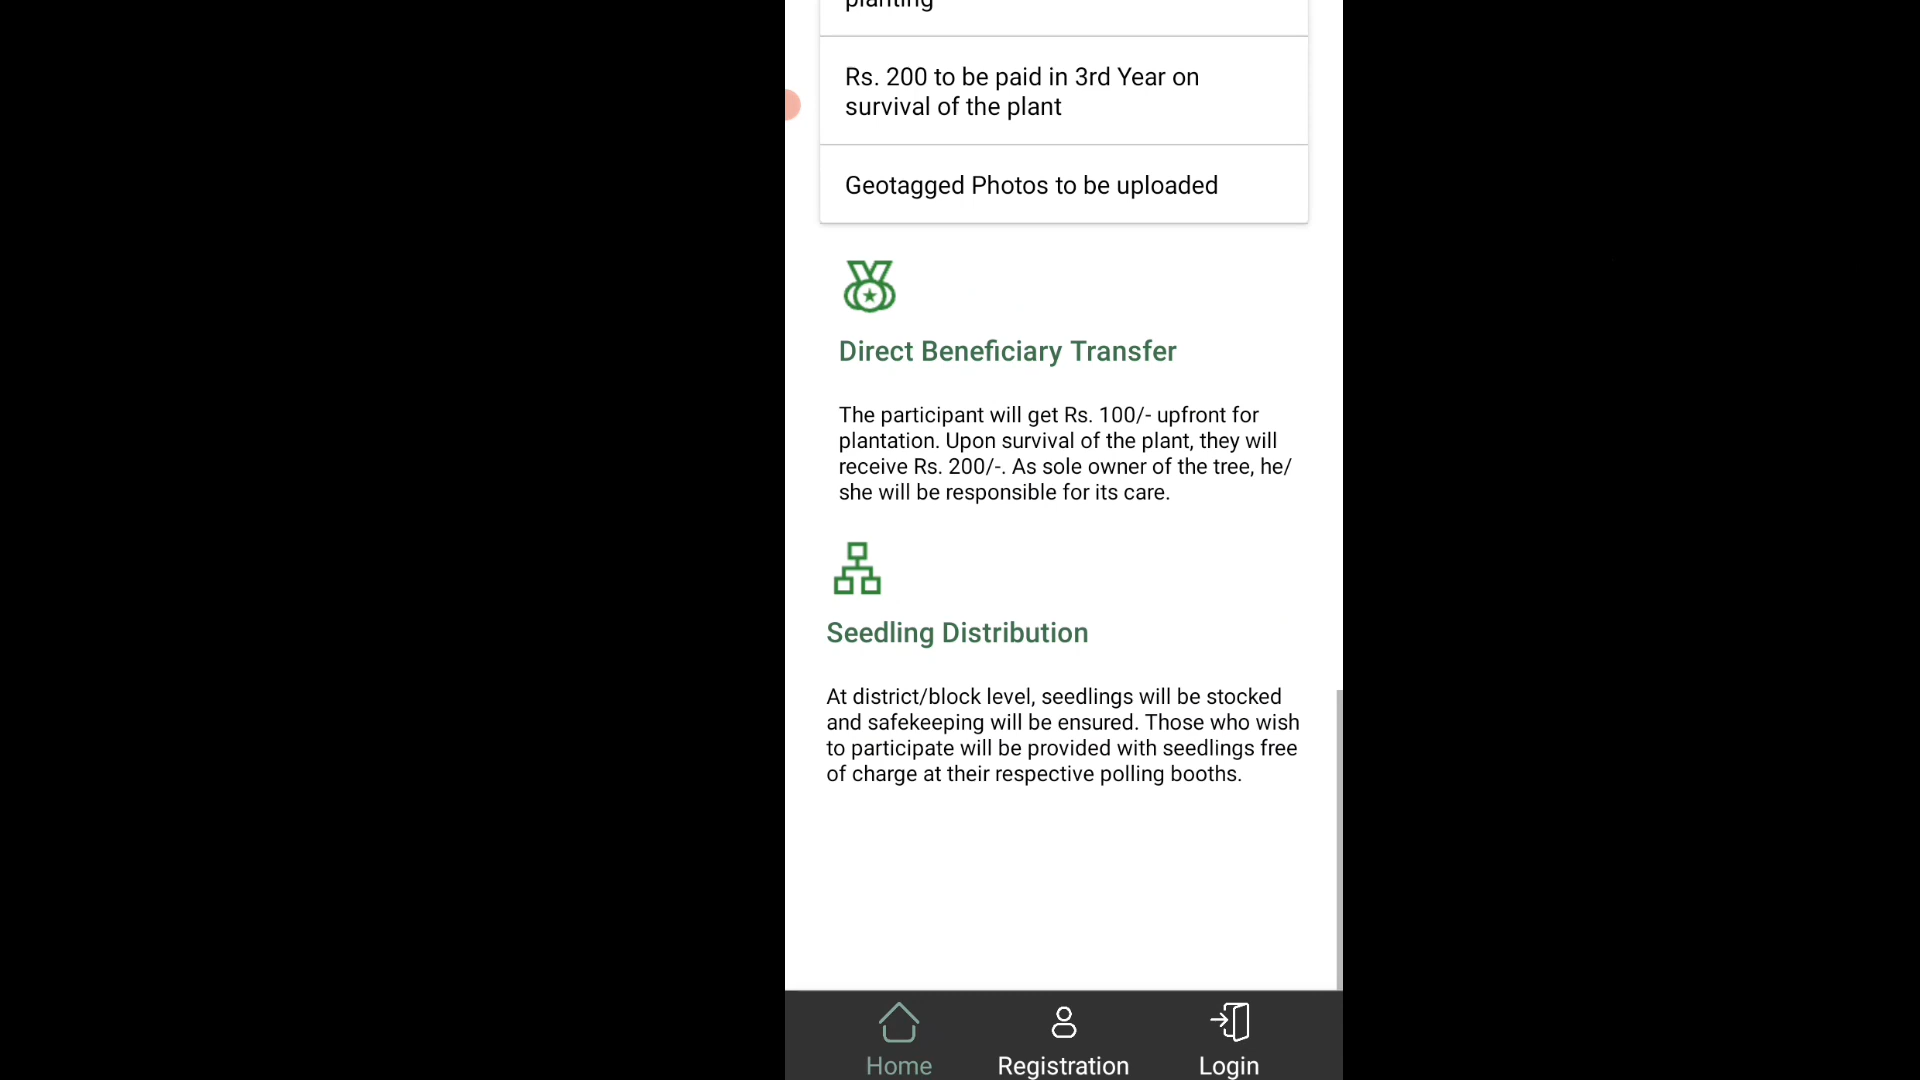 planting
Rs. 200 to be paid in 3rd Year on
survival of the plant
Geotagged Photos to be uploaded
Direct Beneficiary Transfer
The participant will get Rs. 100/- upfront for
plantation. Upon survival of the plant, they will
receive Rs. 200/-. As sole owner of the tree, he/
she will be responsible for its care.
Seedling Distribution
At district/block level, seedlings will be stocked
and safekeeping will be ensured. Those who wish
to participate will be provided with seedlings free
of charge at their respective polling booths.
Home Registration Login